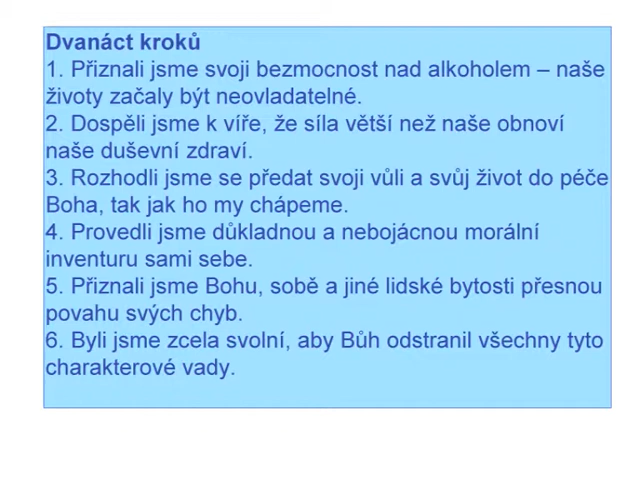 Dvanáct kroků
1. Přiznali jsme svoji bezmocnost nad alkoholem – naše
životy začaly být neovladatelné.
2. Dospěli jsme k víře, že síla větší než naše obnoví
naše duševní zdraví.
3. Rozhodli jsme se předat svoji vůli a svůj život do péče
Boha, tak jak ho my chápeme.
4. Provedli jsme důkladnou a nebojácnou morální
inventuru sami sebe.
5. Přiznali jsme Bohu, sobě a jiné lidské bytosti přesnou
povahu svých chyb.
6. Byli jsme zcela svolní, aby Bůh odstranil všechny tyto
charakterové vady.